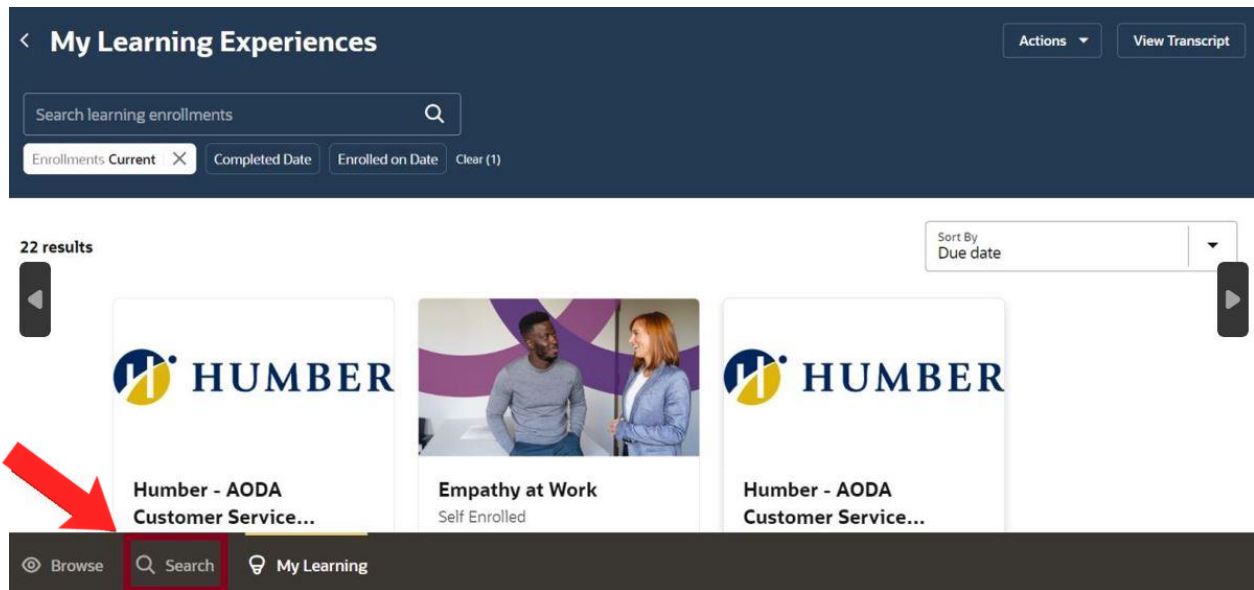 My Learning Experiences
Actions
View Transcript
Search learning enrollments
Enrollments Current
Completed Date
Enrolled on Date
Clear (1)
22 results
Sort By
Due date
HUMBER
HUMBER
Humber - AODA
Customer Service...
Empathy at Work
Self Enrolled
Humber - AODA
Customer Service...
Browse
Search
My Learning